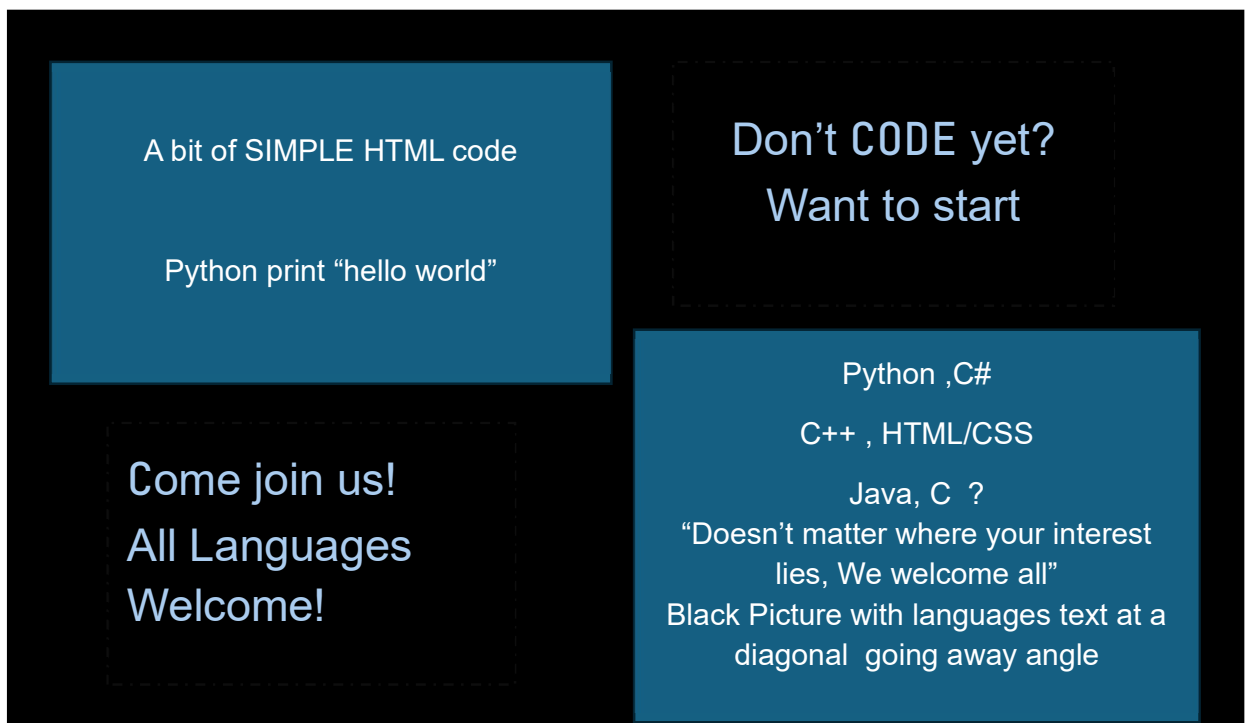 A bit of SIMPLE HTML code
Python print “hello world”
Don’t CODE yet?
Want to start
Come join us!
All Languages
Welcome!
Python ,C#
C++ , HTML/CSS
Java, C  ?
“Doesn’t matter where your interest
lies, We welcome all”
Black Picture with languages text at a
diagonal  going away angle